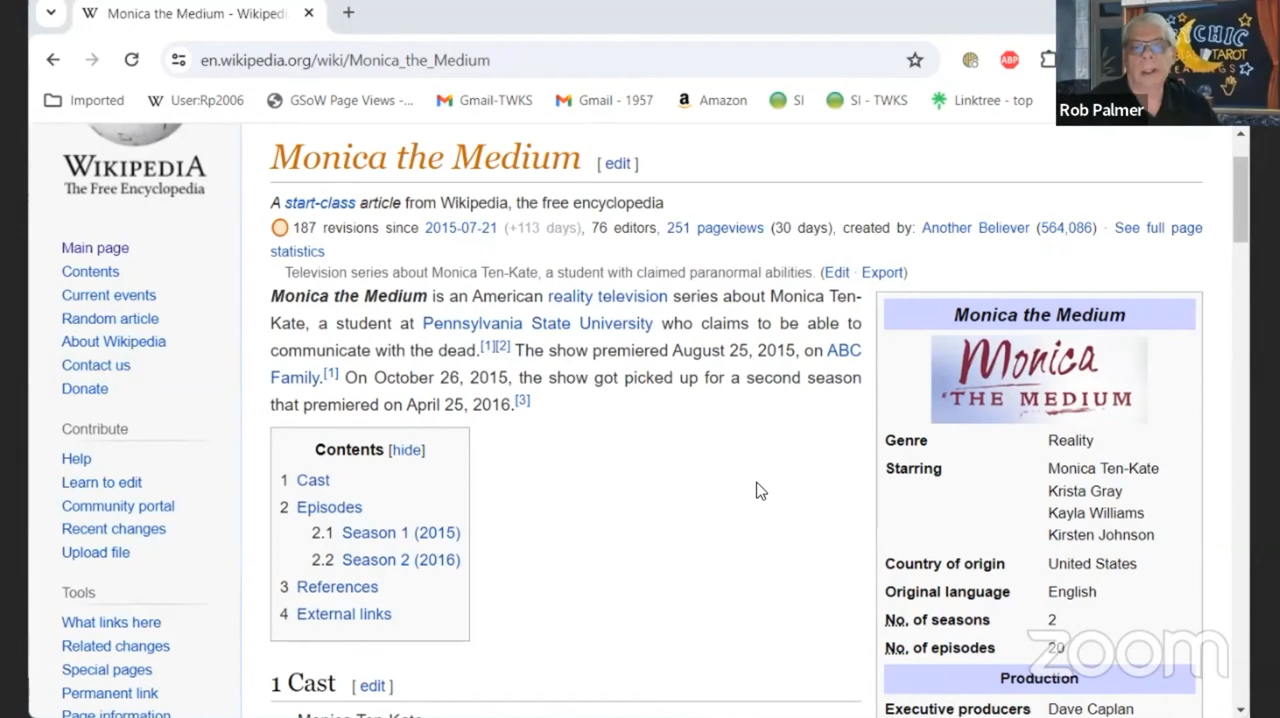 Monica the Medium - Wikipedi
en.wikipedia.org/wiki/Monica_the_Medium
ABP
Imported
User:Rp2006
GSoW Page Views -...
Gmail-TWKS
Gmail - 1957
Amazon
SI
SI - TWKS
Linktree - top
CHIC
TAROT
Rob Palmer
WIKIPEDIA
The Free Encyclopedia
Main page
Contents
Current events
Random article
About Wikipedia
Contact us
Donate
Contribute
Help
Learn to edit
Community portal
Recent changes
Upload file
Tools
What links here
Related changes
Special pages
Permanent link
Page information
Monica the Medium [ edit ]
A start-class article from Wikipedia, the free encyclopedia
187 revisions since 2015-07-21 (+113 days), 76 editors, 251 pageviews (30 days), created by: Another Believer (564,086) · See full page
statistics
Television series about Monica Ten-Kate, a student with claimed paranormal abilities. (Edit · Export)
Monica the Medium is an American reality television series about Monica Ten-
Kate, a student at Pennsylvania State University who claims to be able to
communicate with the dead.[1][2] The show premiered August 25, 2015, on ABC
Family.[1] On October 26, 2015, the show got picked up for a second season
that premiered on April 25, 2016.[3]
Contents [hide]
1 Cast
2 Episodes
2.1 Season 1 (2015)
2.2 Season 2 (2016)
3 References
4 External links
1 Cast [ edit ]
Monica Ten-Kate
Monica the Medium
Monica
THE MEDIUM
Genre Reality
Starring Monica Ten-Kate
Krista Gray
Kayla Williams
Kirsten Johnson
Country of origin United States
Original language English
No. of seasons 2
No. of episodes 20
Production
Executive producers Dave Caplan
zoom